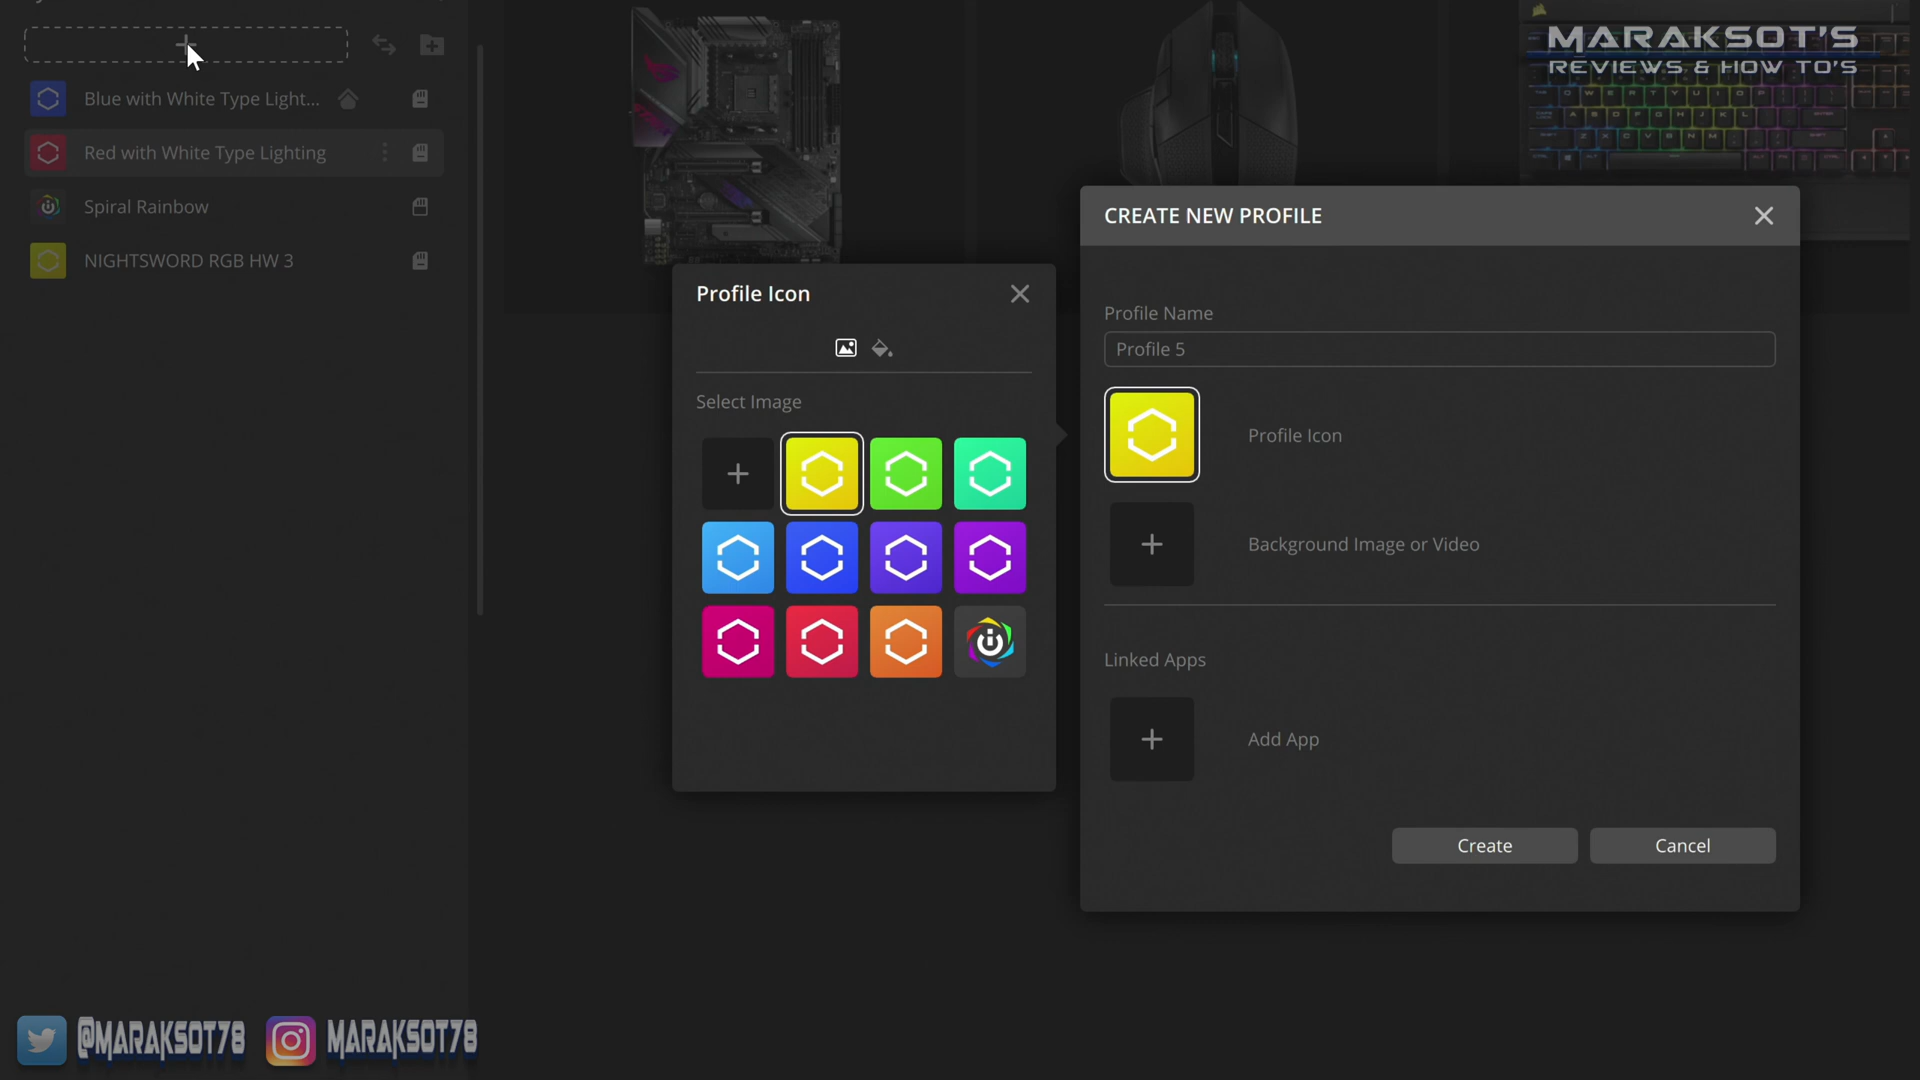 MARAKSOT'S
REVIEWS & HOW TO'S
Blue with White Type Light...
Red with White Type Lighting
Spiral Rainbow
NIGHTSWORD RGB HW 3
Profile Icon
Select Image
CREATE NEW PROFILE
Profile Name
Profile 5
Profile Icon
Background Image or Video
Linked Apps
Add App
Create
Cancel
@MARAKSOT78
MARAKSOT78